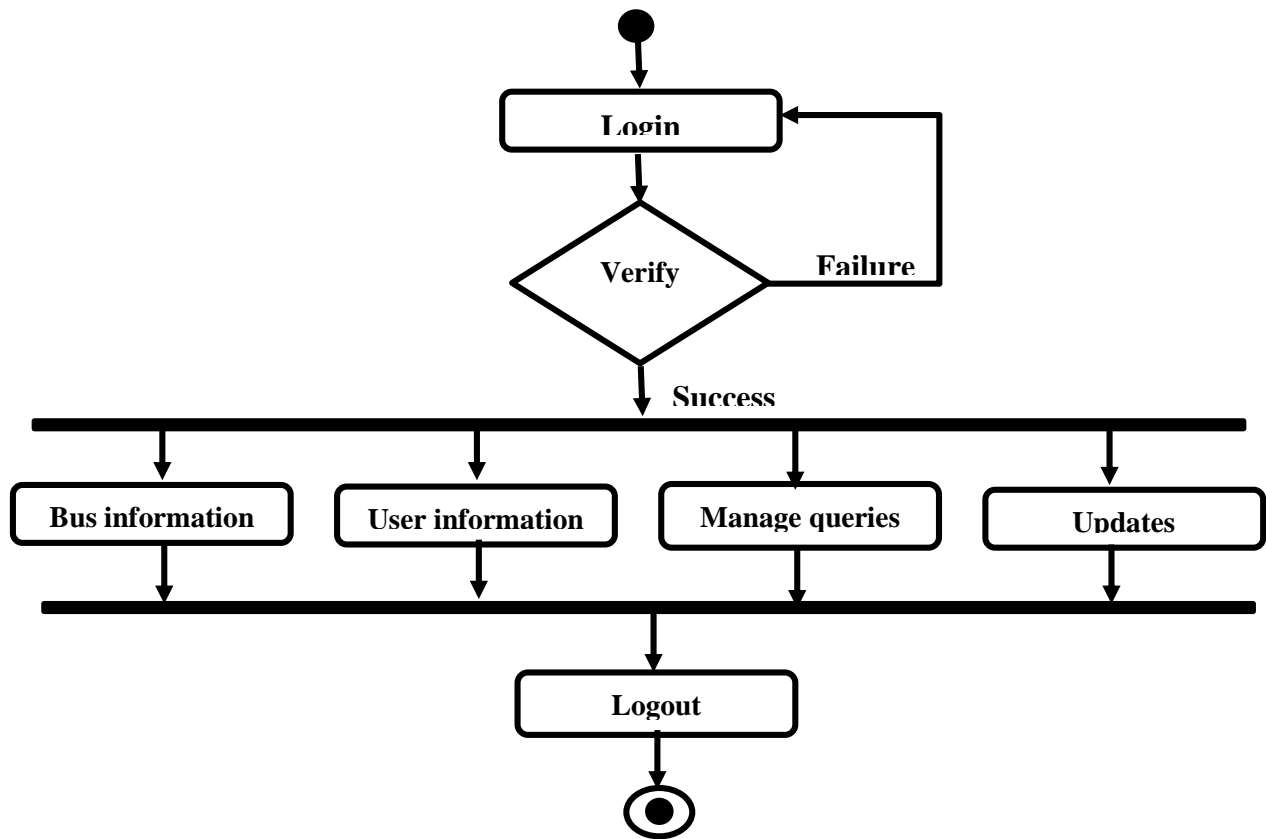 Login
Verify
Failure
Success
Bus information
User information
Manage queries
Updates
Logout